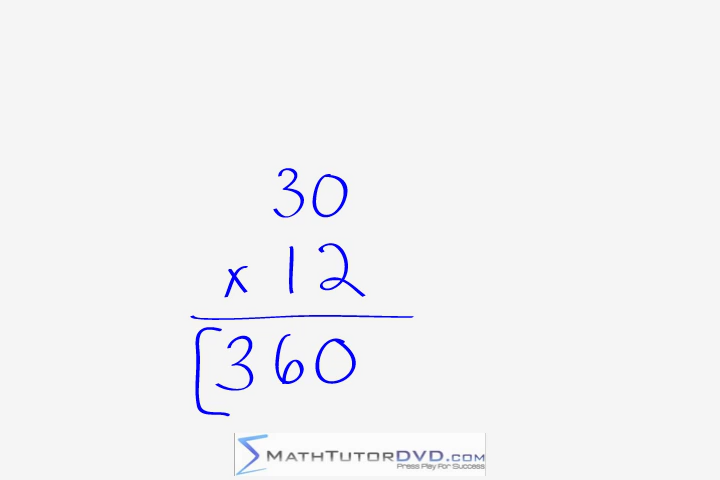 30
x 12
360
MATHTUTORDVD.COM
Press Play For Success